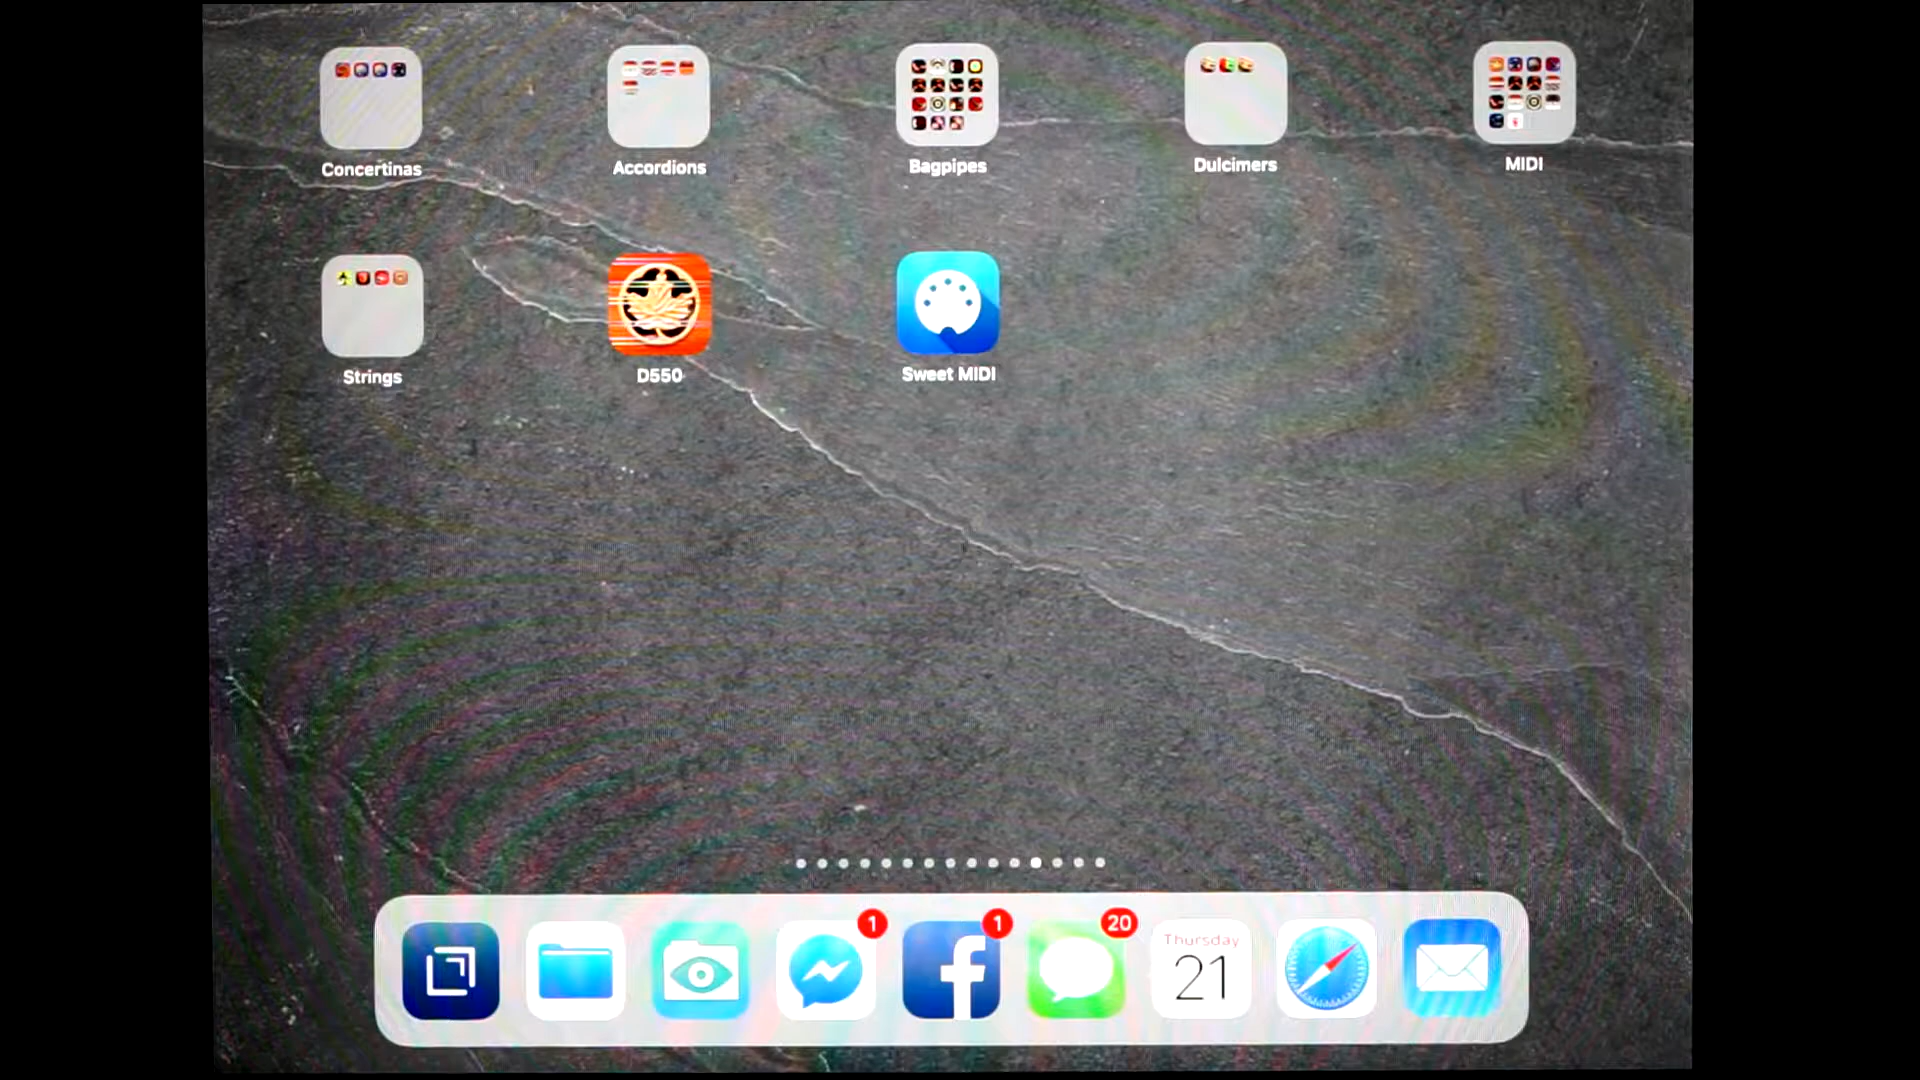 Concertinas
Accordions
Bagpipes
Dulcimers
MIDI
Strings
D550
Sweet MIDI
1
1
20
Thursday
21